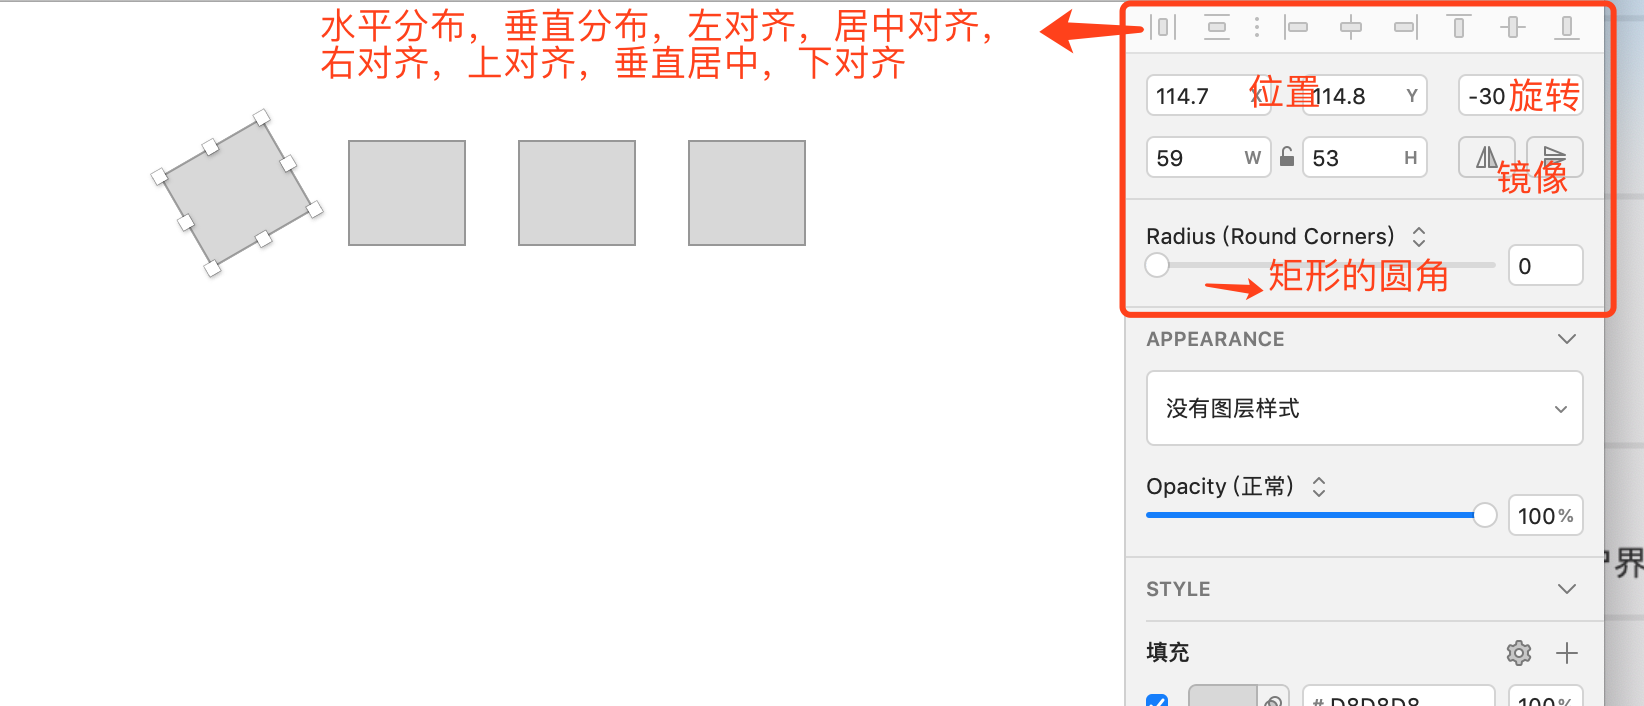 水平分布，垂直分布，左对齐，居中对齐，
右对齐，上对齐，垂直居中，下对齐
114.7 X 位置 114.8 Y -30 旋转
59 W 53 H
镜像
Radius (Round Corners)
矩形的圆角 0
APPEARANCE
没有图层样式
Opacity (正常)
100%
界
STYLE
填充
# D8D8D8 100%